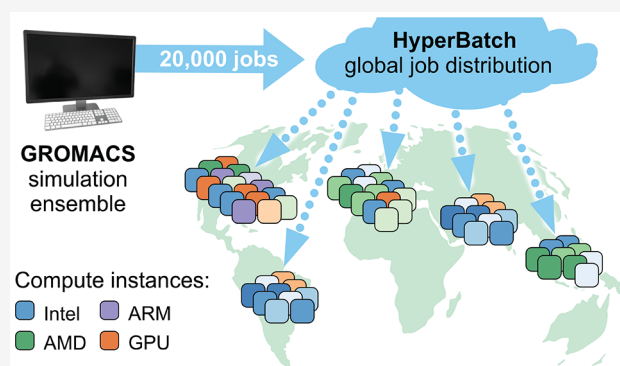 20,000 jobs
HyperBatch
global job distribution
GROMACS
simulation
ensemble
Compute instances:
Intel
ARM
AMD
GPU